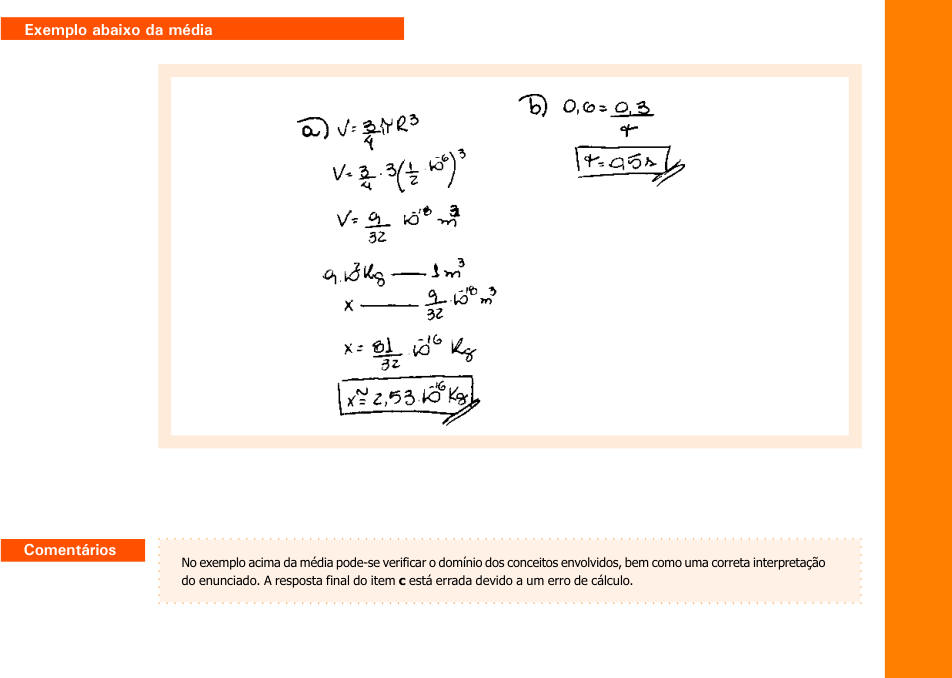 Exemplo abaixo da média
a) V = 3/4 π R³
V = 3/4 · 3 (1/2 10⁻⁶)³
V = 9/32 10⁻¹⁸ m³
9.10³ Kg — 1 m³
x — 9/32 · 10⁻¹⁸ m³
x = 81/32 · 10⁻¹⁶ Kg
x ≅ 2,53 · 10⁻¹⁶ Kg
b) 0,6 = 0,3/t
t = 0,5 s
Comentários
No exemplo acima da média pode-se verificar o domínio dos conceitos envolvidos, bem como uma correta interpretação
do enunciado. A resposta final do item c está errada devido a um erro de cálculo.